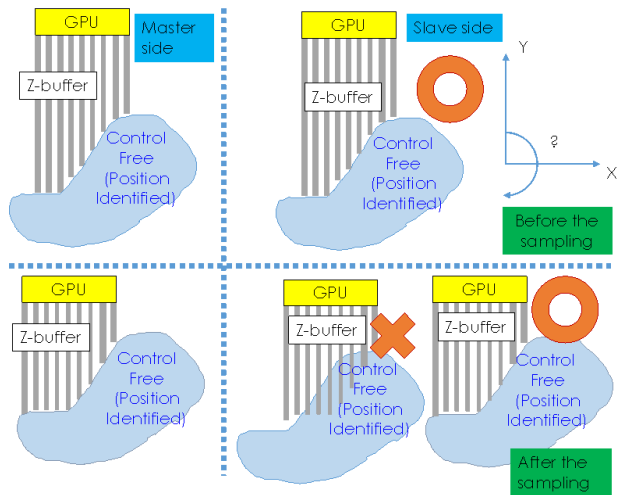 GPU
Master
side
Z-buffer
Control
Free
(Position
Identified)
GPU
Slave side
Z-buffer
Control
Free
(Position
Identified)
Y
?
X
Before the
sampling
GPU
Z-buffer
Control
Free
(Position
Identified)
GPU
Z-buffer
Control
Free
(Position
Identified)
GPU
Z-buffer
Control
Free
(Position
Identified)
After the
sampling